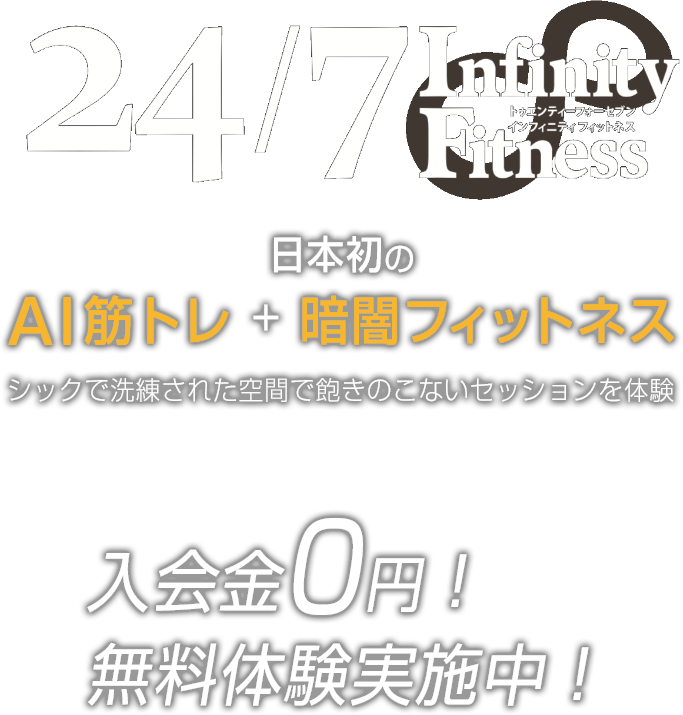 24/7 Infinity
トゥエンティーフォーセブン
インフィニティフィットネス
Fitness
日本初の
AI筋トレ + 暗闇フィットネス
シックで洗練された空間で飽きのこないセッションを体験
入会金0円！
無料体験実施中！